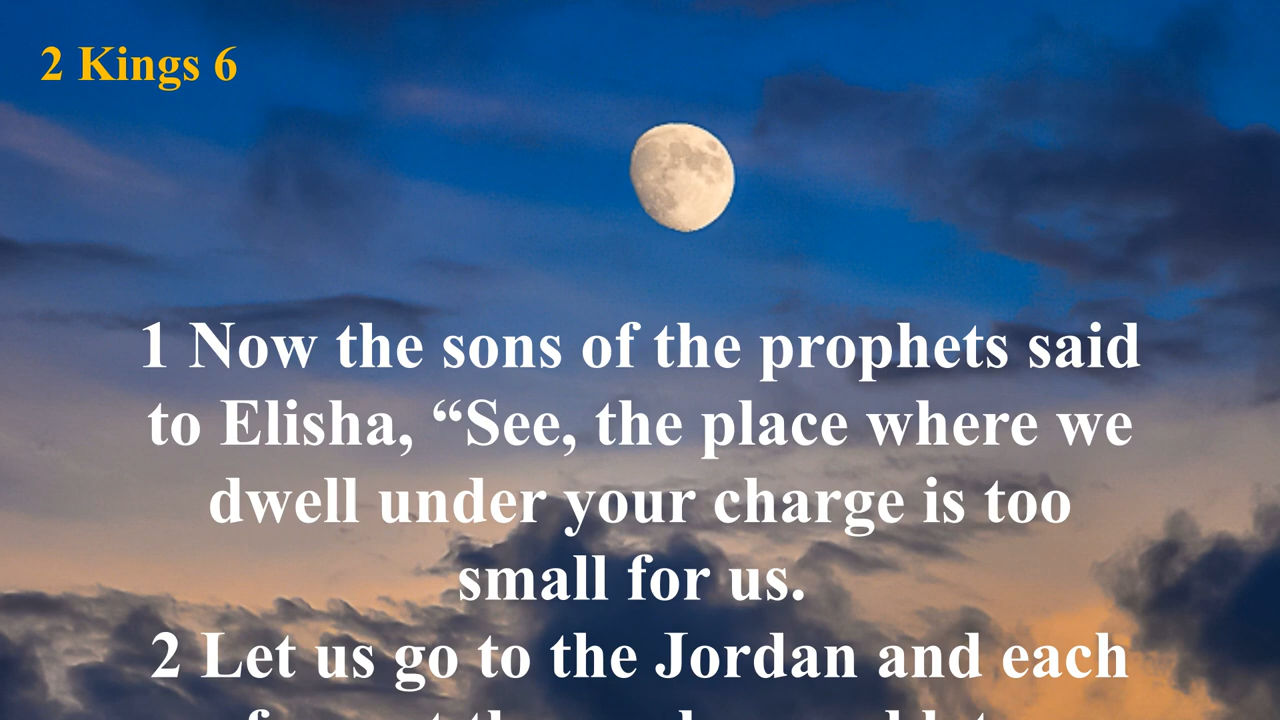 2 Kings 6
1 Now the sons of the prophets said
to Elisha, “See, the place where we
dwell under your charge is too
small for us.
2 Let us go to the Jordan and each